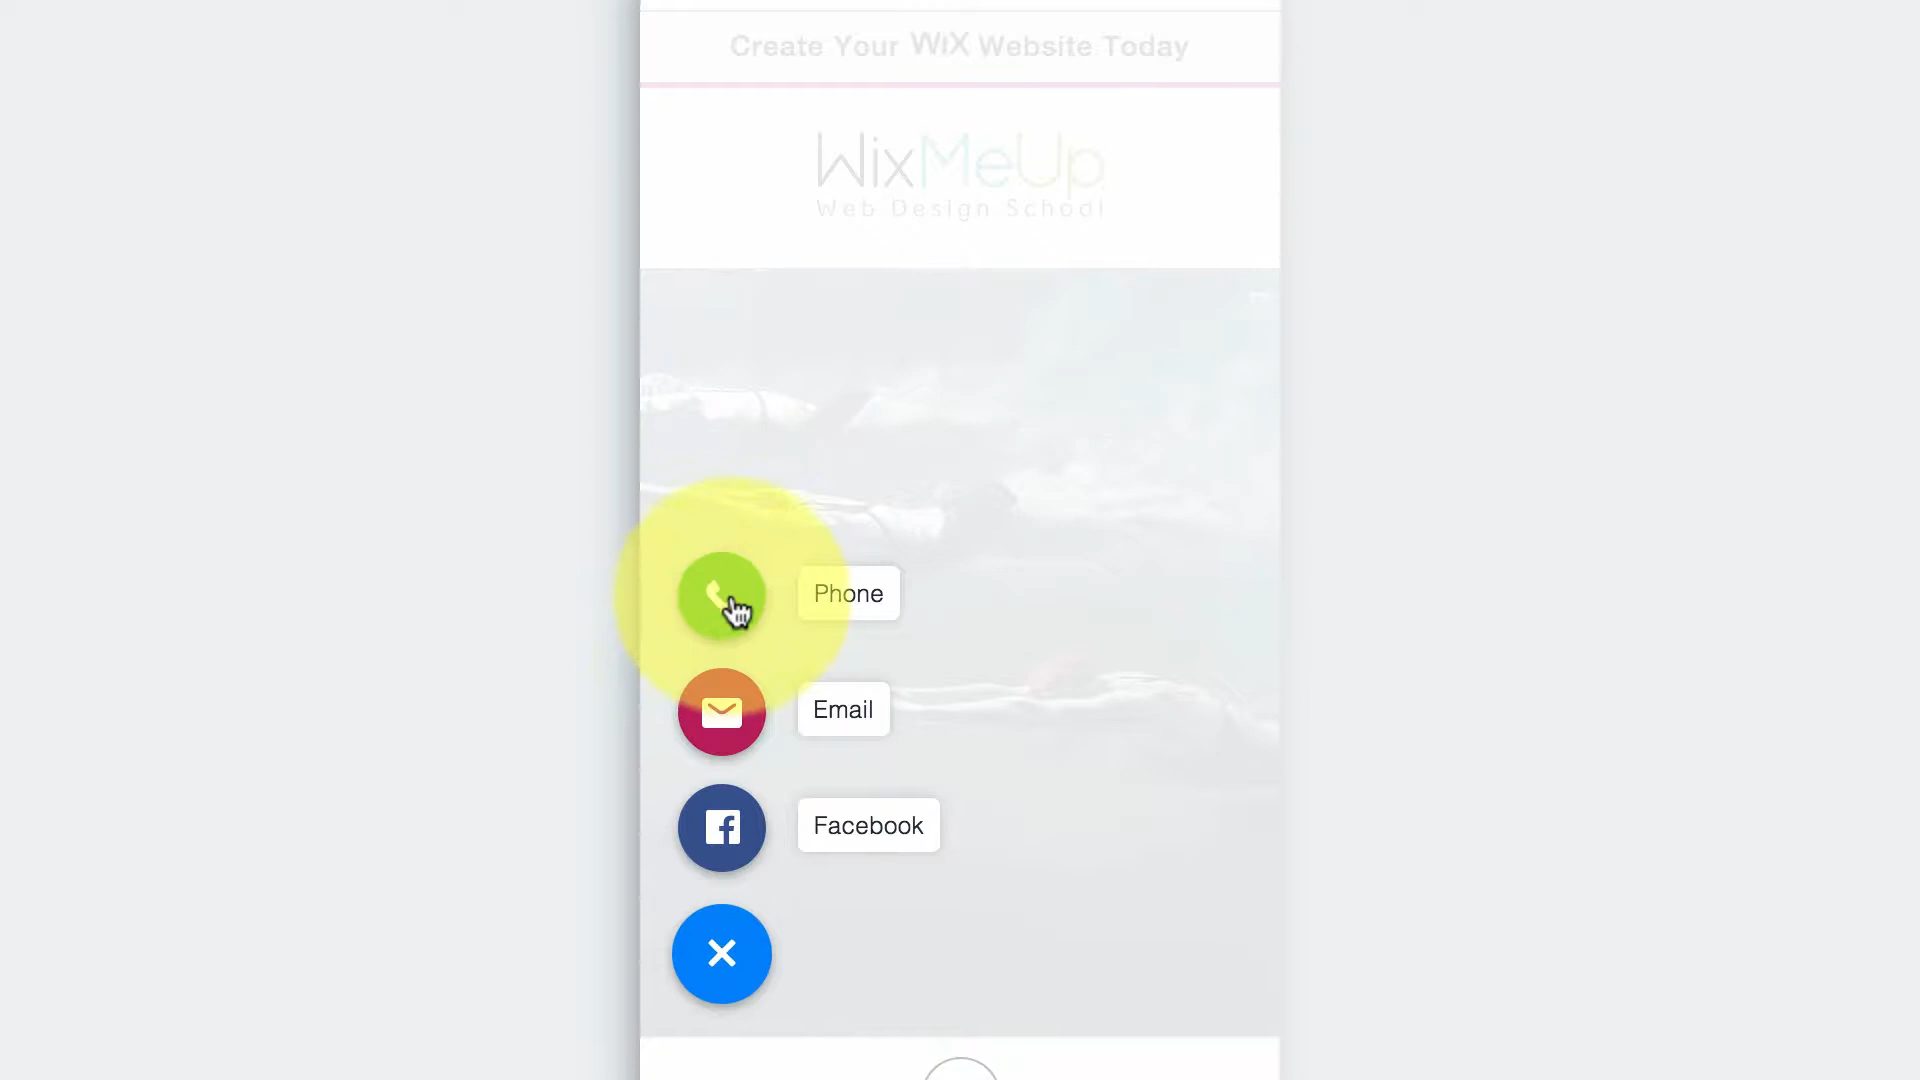 Create Your WiX Website Today
WixMeUp
Web Design School
Phone
Email
Facebook